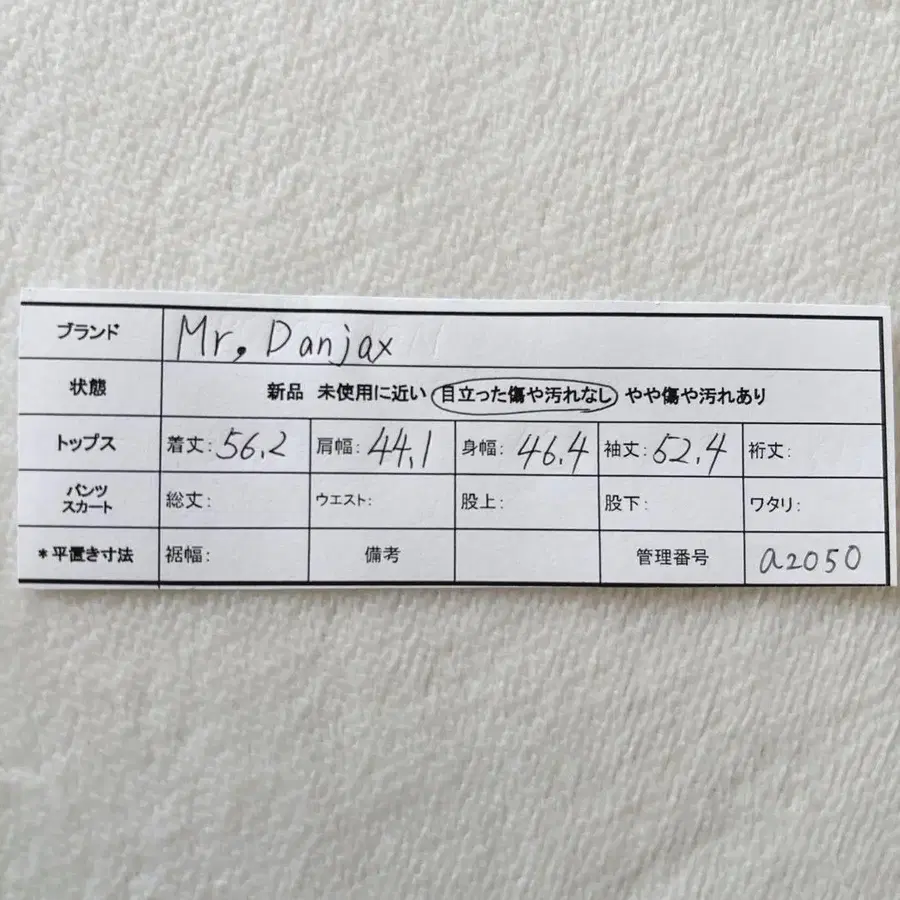 ブランド Mr. Danjax
状態 新品 未使用に近い 目立った傷や汚れなし やや傷や汚れあり
トップス 着丈: 56.2 肩幅: 44.1 身幅: 46.4 袖丈: 62.4 裄丈:
パンツ
スカート 総丈: ウエスト: 股上: 股下: ワタリ:
*平置き寸法 裾幅: 備考 管理番号 a2050